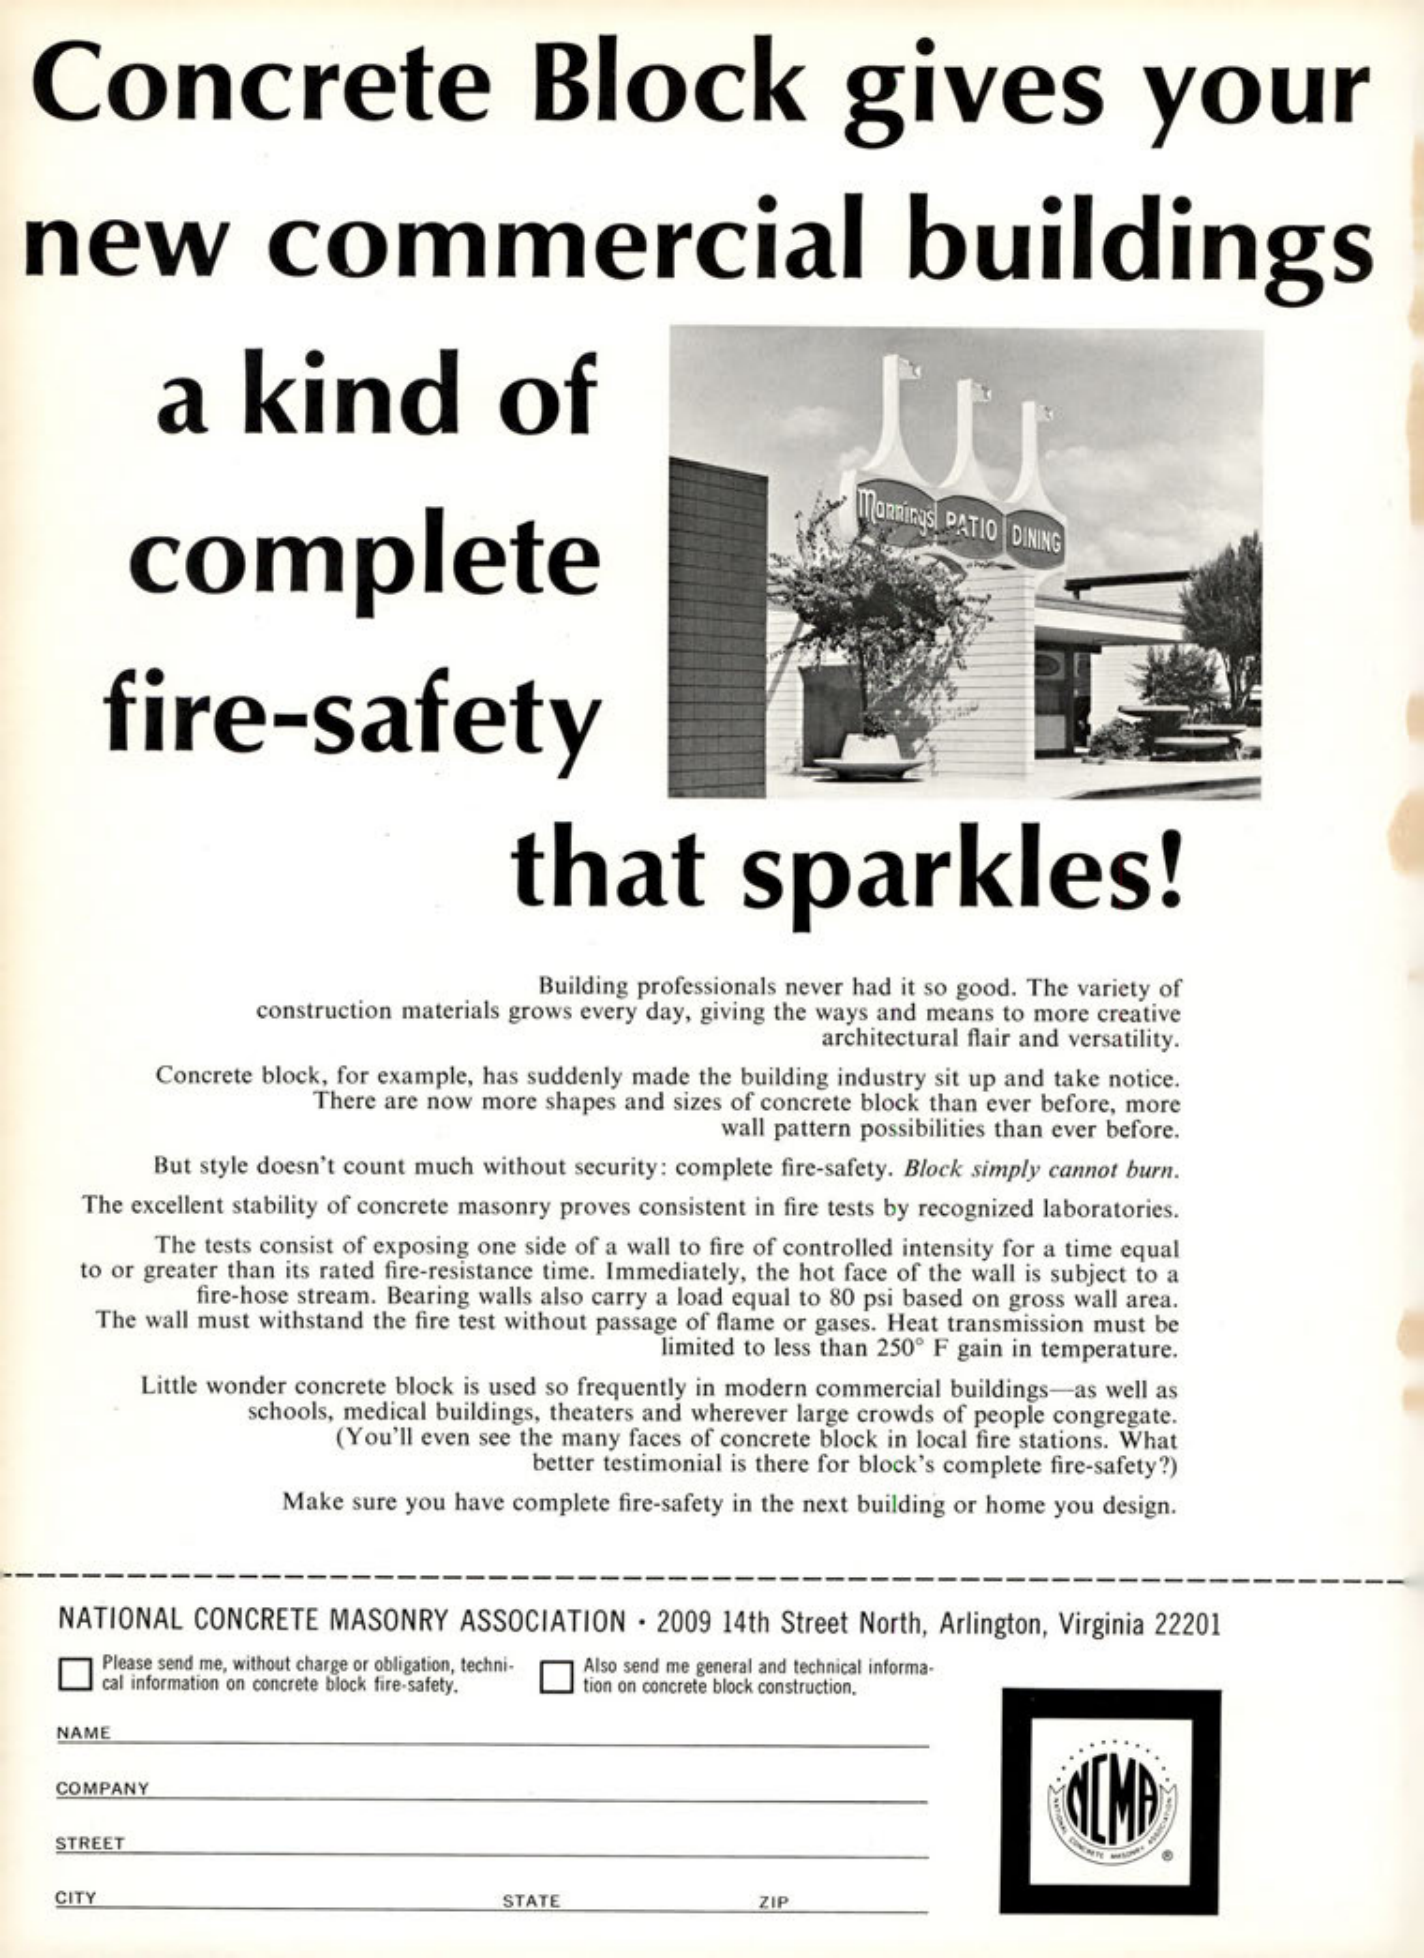 Concrete Block gives your
new commercial buildings
a kind of
complete
fire-safety
Mannings PATIO DINING
that sparkles!
Building professionals never had it so good. The variety of
construction materials grows every day, giving the ways and means to more creative
architectural flair and versatility.
Concrete block, for example, has suddenly made the building industry sit up and take notice.
There are now more shapes and sizes of concrete block than ever before, more
wall pattern possibilities than ever before.
But style doesn't count much without security: complete fire-safety. Block simply cannot burn.
The excellent stability of concrete masonry proves consistent in fire tests by recognized laboratories.
The tests consist of exposing one side of a wall to fire of controlled intensity for a time equal
to or greater than its rated fire-resistance time. Immediately, the hot face of the wall is subject to a
fire-hose stream. Bearing walls also carry a load equal to 80 psi based on gross wall area.
The wall must withstand the fire test without passage of flame or gases. Heat transmission must be
limited to less than 250° F gain in temperature.
Little wonder concrete block is used so frequently in modern commercial buildings—as well as
schools, medical buildings, theaters and wherever large crowds of people congregate.
(You'll even see the many faces of concrete block in local fire stations. What
better testimonial is there for block's complete fire-safety?)
Make sure you have complete fire-safety in the next building or home you design.
NATIONAL CONCRETE MASONRY ASSOCIATION • 2009 14th Street North, Arlington, Virginia 22201
Please send me, without charge or obligation, techni-
cal information on concrete block fire-safety.
Also send me general and technical informa-
tion on concrete block construction.
NAME
COMPANY
STREET
CITY STATE ZIP
NCMA
NATIONAL CONCRETE MASONRY ASSOCIATION
®